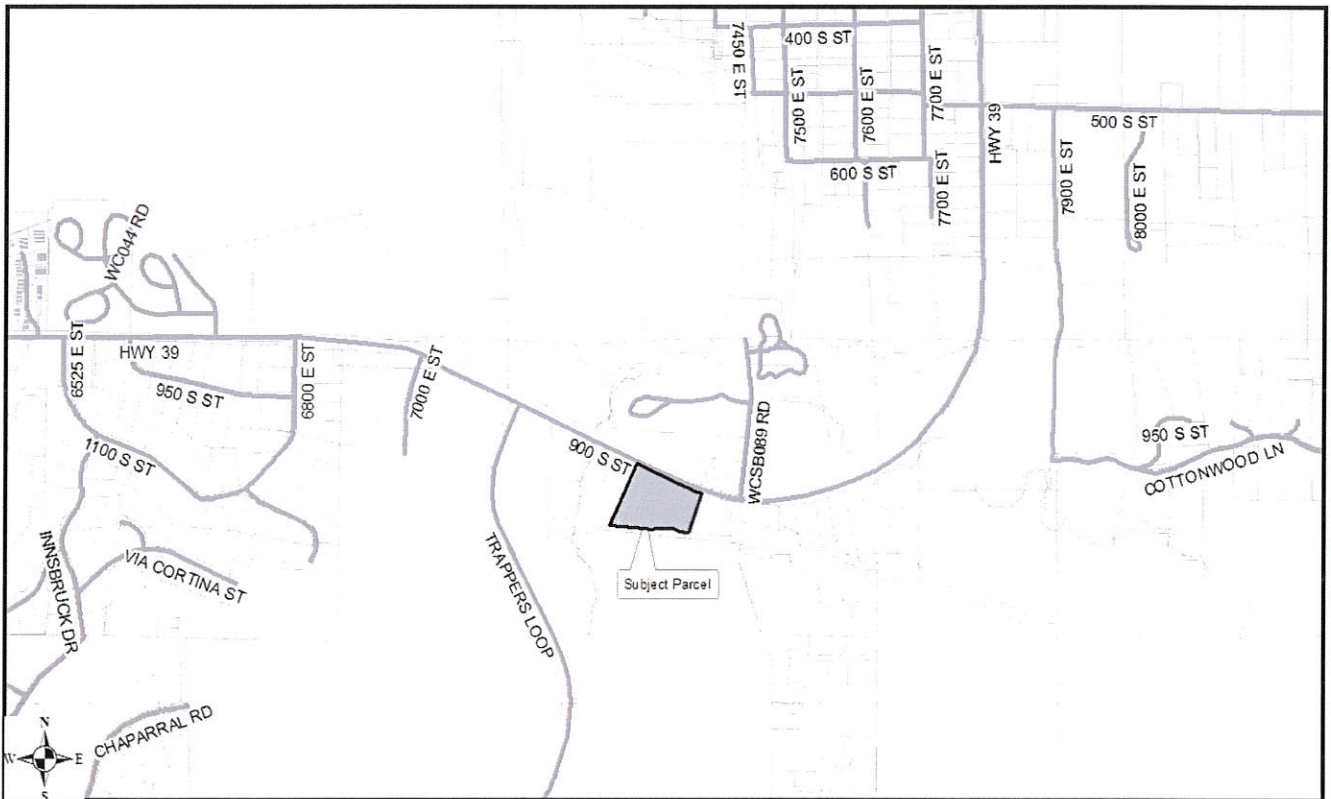 7450 E ST
400 S ST
7500 E ST
7600 E ST
7700 E ST
HWY 39
500 S ST
600 S ST
7700 E ST
7900 E ST
8000 E ST
WC044 RD
6525 E ST
HWY 39
950 S ST
6800 E ST
7000 E ST
1100 S ST
900 S ST
WCSB089 RD
950 S ST
COTTONWOOD LN
INNSBRUCK DR
VIA CORTINA ST
TRAPPERS LOOP
Subject Parcel
CHAPARRAL RD
N
W
E
S